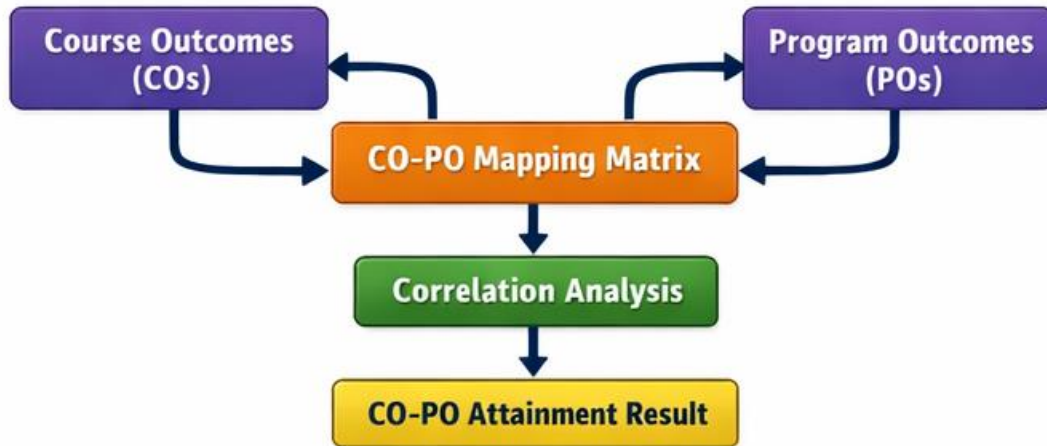 Course Outcomes
(COs)
Program Outcomes
(POs)
CO-PO Mapping Matrix
Correlation Analysis
CO-PO Attainment Result